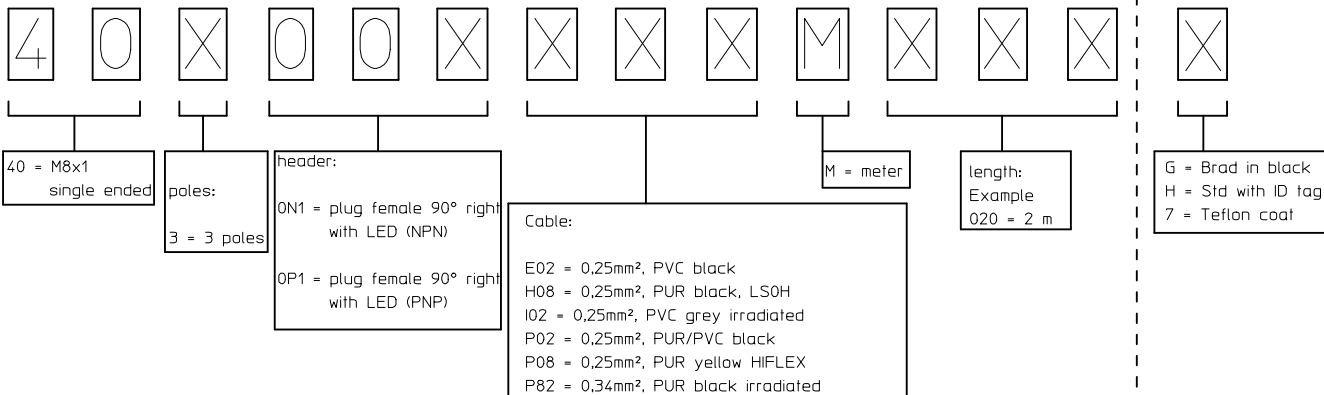 4 0 X 0 0 X X X X M X X X X
40 = M8x1
single ended
poles:
3 = 3 poles
header:
0N1 = plug female 90° right
with LED (NPN)
0P1 = plug female 90° right
with LED (PNP)
Cable:
E02 = 0,25mm², PVC black
H08 = 0,25mm², PUR black, LS0H
I02 = 0,25mm², PVC grey irradiated
P02 = 0,25mm², PUR/PVC black
P08 = 0,25mm², PUR yellow HIFLEX
P82 = 0,34mm², PUR black irradiated
M = meter
length:
Example
020 = 2 m
G = Brad in black
H = Std with ID tag
7 = Teflon coat